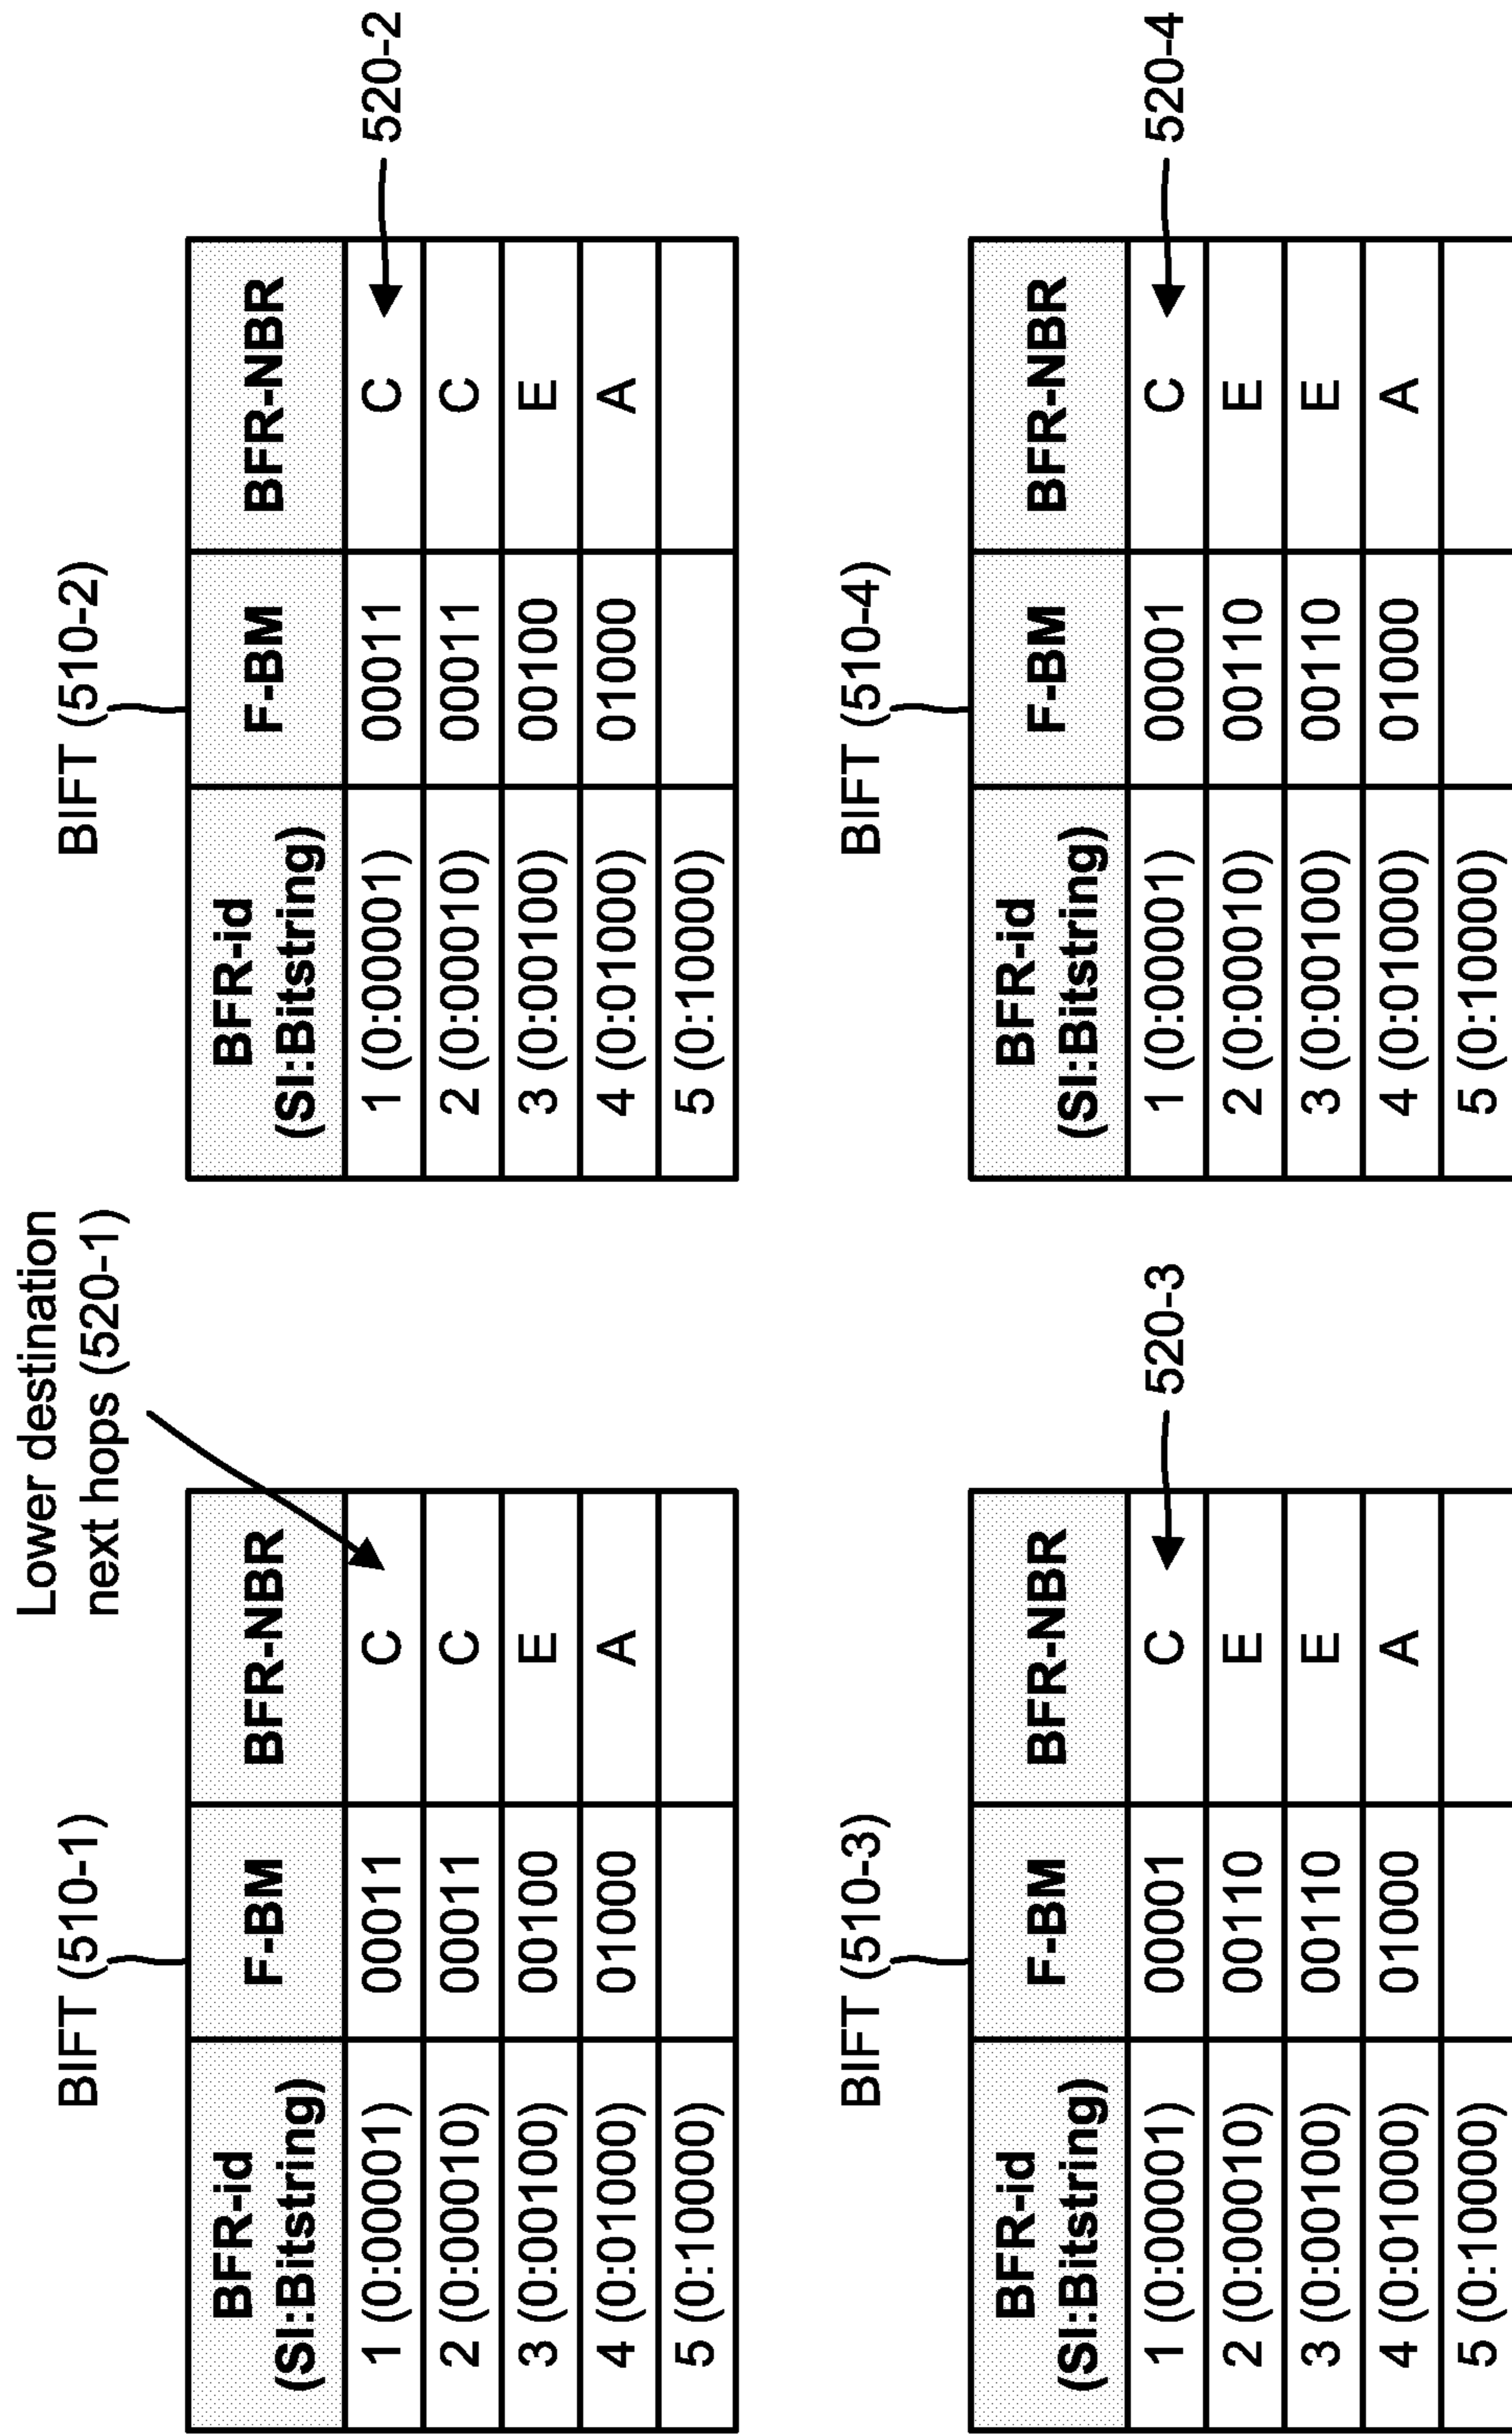 Lower destination
next hops (520-1)
BIFT (510-1)
BFR-id F-BM BFR-NBR
(SI:Bitstring)
1 (0:00001) 00011 C
2 (0:00010) 00011 C
3 (0:00100) 00100 E
4 (0:01000) 01000 A
5 (0:10000)
BIFT (510-2)
BFR-id F-BM BFR-NBR
(SI:Bitstring)
1 (0:00001) 00011 C
520-2
2 (0:00010) 00011 C
3 (0:00100) 00100 E
4 (0:01000) 01000 A
5 (0:10000)
BIFT (510-3)
BFR-id F-BM BFR-NBR
(SI:Bitstring)
1 (0:00001) 00001 C
520-3
2 (0:00010) 00110 E
3 (0:00100) 00110 E
4 (0:01000) 01000 A
5 (0:10000)
BIFT (510-4)
BFR-id F-BM BFR-NBR
(SI:Bitstring)
1 (0:00001) 00001 C
520-4
2 (0:00010) 00110 E
3 (0:00100) 00110 E
4 (0:01000) 01000 A
5 (0:10000)